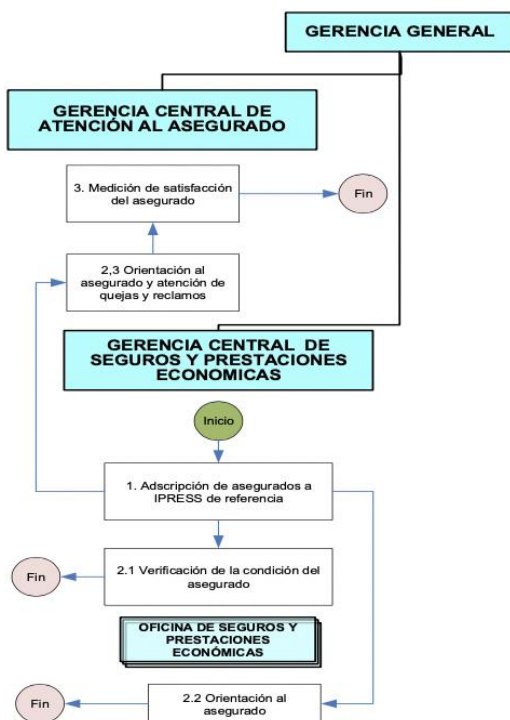 GERENCIA GENERAL
GERENCIA CENTRAL DE
ATENCIÓN AL ASEGURADO
3. Medición de satisfacción
del asegurado
Fin
2,3 Orientación al
asegurado y atención de
quejas y reclamos
GERENCIA CENTRAL DE
SEGUROS Y PRESTACIONES
ECONOMICAS
Inicio
1. Adscripción de asegurados a
IPRESS de referencia
2.1 Verificación de la condición del
asegurado
Fin
OFICINA DE SEGUROS Y
PRESTACIONES
ECONÓMICAS
2.2 Orientación al
asegurado
Fin